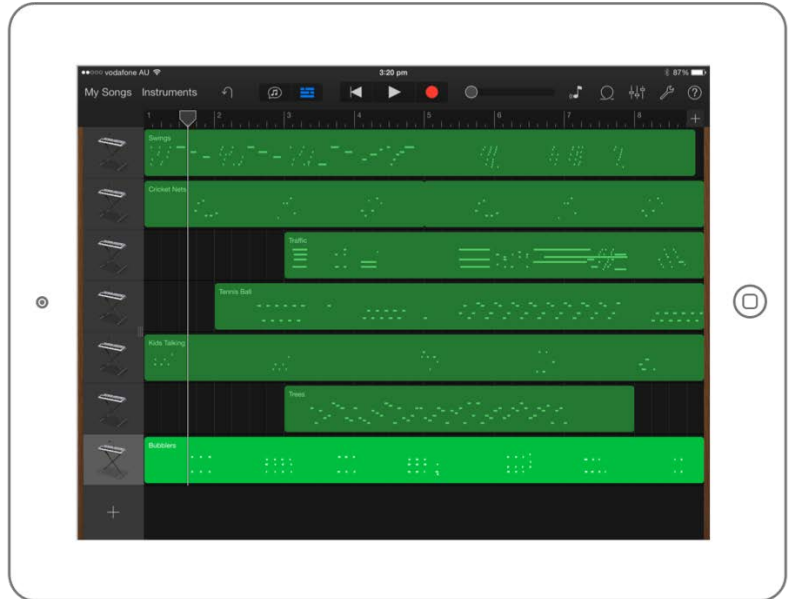 vodafone AU 3:20 pm 87%
My Songs Instruments ?
1 2 3 4 5 6 7 8 +
Swings
Cricket Nets
Traffic
Tennis Ball
Kids Talking
Trees
Bubblers
+